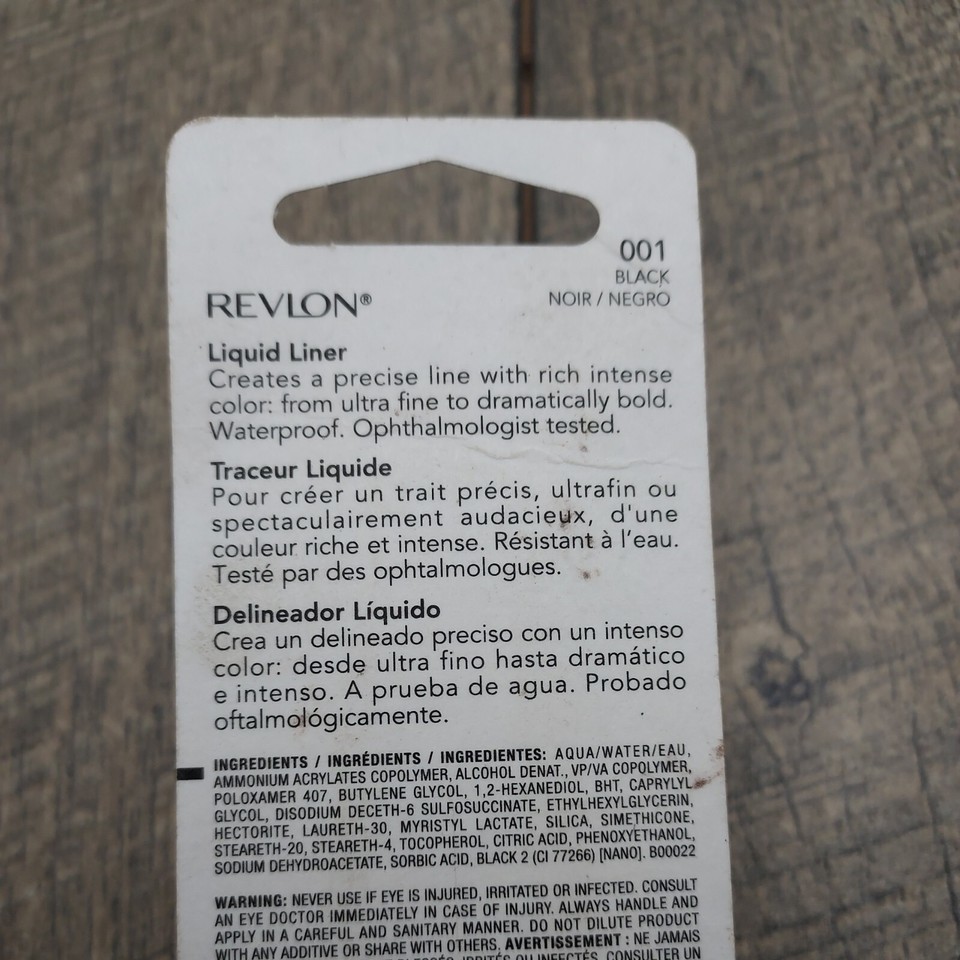 001
BLACK
NOIR / NEGRO
REVLON®
Liquid Liner
Creates a precise line with rich intense
color: from ultra fine to dramatically bold.
Waterproof. Ophthalmologist tested.
Traceur Liquide
Pour créer un trait précis, ultrafin ou
spectaculairement audacieux, d'une
couleur riche et intense. Résistant à l'eau.
Testé par des ophtalmologues.
Delineador Líquido
Crea un delineado preciso con un intenso
color: desde ultra fino hasta dramático
e intenso. A prueba de agua. Probado
oftalmológicamente.
INGREDIENTS / INGRÉDIENTS / INGREDIENTES: AQUA/WATER/EAU,
AMMONIUM ACRYLATES COPOLYMER, ALCOHOL DENAT., VP/VA COPOLYMER,
POLOXAMER 407, BUTYLENE GLYCOL, 1,2-HEXANEDIOL, BHT, CAPRYLYL
GLYCOL, DISODIUM DECETH-6 SULFOSUCCINATE, ETHYLHEXYLGLYCERIN,
HECTORITE, LAURETH-30, MYRISTYL LACTATE, SILICA, SIMETHICONE,
STEARETH-20, STEARETH-4, TOCOPHEROL, CITRIC ACID, PHENOXYETHANOL,
SODIUM DEHYDROACETATE, SORBIC ACID, BLACK 2 (CI 77266) [NANO]. B00022
WARNING: NEVER USE IF EYE IS INJURED, IRRITATED OR INFECTED. CONSULT
AN EYE DOCTOR IMMEDIATELY IN CASE OF INJURY. ALWAYS HANDLE AND
APPLY IN A CAREFUL AND SANITARY MANNER. DO NOT DILUTE PRODUCT
WITH ANY ADDITIVE OR SHARE WITH OTHERS. AVERTISSEMENT : NE JAMAIS
IRRITÉS OU INFECTÉS. CONSULTER UN